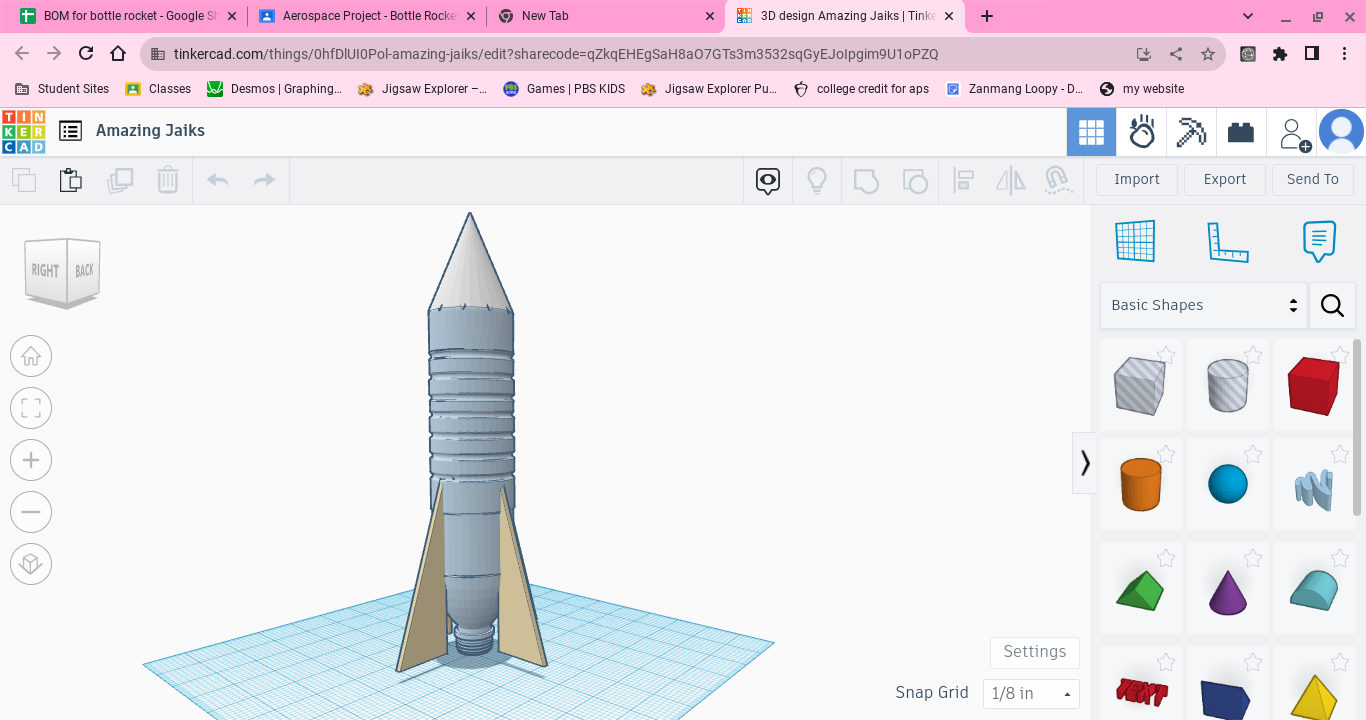 BOM for bottle rocket - Google Sh
Aerospace Project - Bottle Rocke
New Tab
3D design Amazing Jaiks | Tinke
tinkercad.com/things/0hfDlUI0Pol-amazing-jaiks/edit?sharecode=qZkqEHEgSaH8aO7GTs3m3532sqGyEJoIpgim9U1oPZQ
Student Sites
Classes
Desmos | Graphing...
Jigsaw Explorer –...
Games | PBS KIDS
Jigsaw Explorer Pu...
college credit for aps
Zanmang Loopy - D...
my website
TIN
KER
CAD
Amazing Jaiks
Import
Export
Send To
RIGHT
BACK
Basic Shapes
TEXT
Settings
Snap Grid
1/8 in